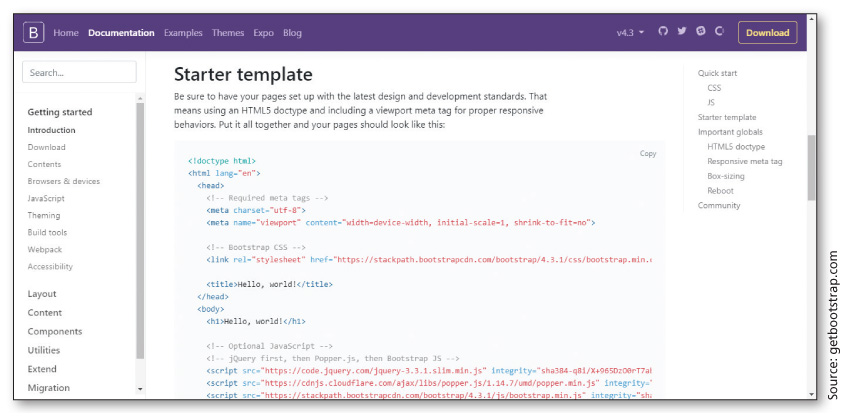 B Home Documentation Examples Themes Expo Blog v4.3 Download
Search...
Getting started
Introduction
Download
Contents
Browsers & devices
JavaScript
Theming
Build tools
Webpack
Accessibility
Layout
Content
Components
Utilities
Extend
Migration
Starter template
Be sure to have your pages set up with the latest design and development standards. That
means using an HTML5 doctype and including a viewport meta tag for proper responsive
behaviors. Put it all together and your pages should look like this:
Copy
<!doctype html>
<html lang="en">
<head>
<!-- Required meta tags -->
<meta charset="utf-8">
<meta name="viewport" content="width=device-width, initial-scale=1, shrink-to-fit=no">
<!-- Bootstrap CSS -->
<link rel="stylesheet" href="https://stackpath.bootstrapcdn.com/bootstrap/4.3.1/css/bootstrap.min.c
<title>Hello, world!</title>
</head>
<body>
<h1>Hello, world!</h1>
<!-- Optional JavaScript -->
<!-- jQuery first, then Popper.js, then Bootstrap JS -->
<script src="https://code.jquery.com/jquery-3.3.1.slim.min.js" integrity="sha384-q8i/X+965DzO0rT7ab
<script src="https://cdnjs.cloudflare.com/ajax/libs/popper.js/1.14.7/umd/popper.min.js" integrity="
<script src="https://stackpath.bootstrapcdn.com/bootstrap/4.3.1/js/bootstrap.min.js" integrity="sha
Quick start
CSS
JS
Starter template
Important globals
HTML5 doctype
Responsive meta tag
Box-sizing
Reboot
Community
Source: getbootstrap.com